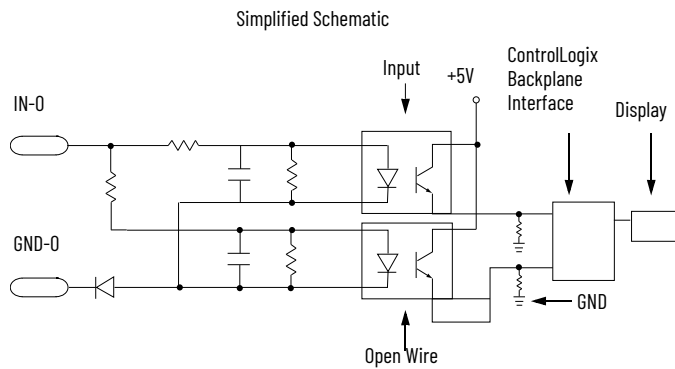 Simplified Schematic
ControlLogix
Backplane
Interface
Input
+5V
Display
IN-0
GND-0
GND
Open Wire